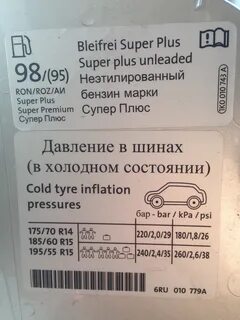 98/(95)
RON/ROZ/АИ
Super Plus
Super Premium
Супер Плюс
Bleifrei Super Plus
Super plus unleaded
Неэтилированный
бензин марки
Супер Плюс
1K0 010 743 A
Давление в шинах
(в холодном состоянии)
Cold tyre inflation
pressures
бар - bar / kPa / psi
175/70 R14 220/2,0/29 180/1,8/26
185/60 R15
195/55 R15 240/2,4/35 260/2,6/38
6RU 010 779A